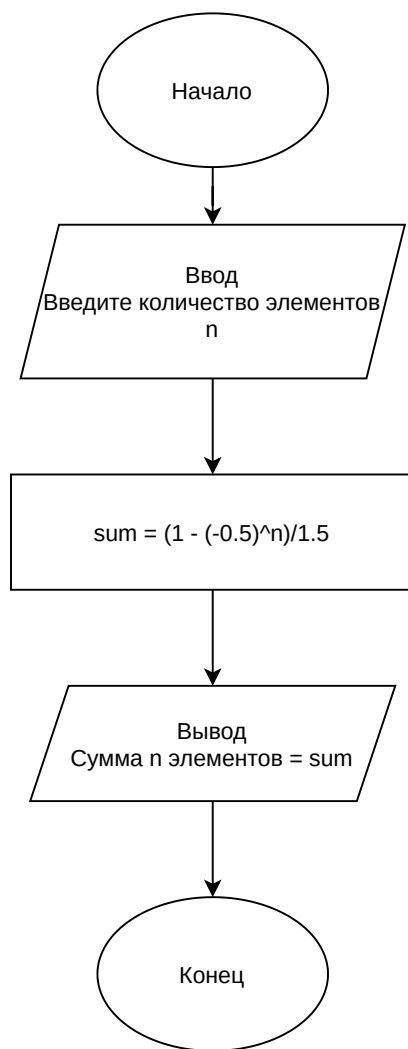 Начало
Ввод
Введите количество элементов
n
sum = (1 - (-0.5)^n)/1.5
Вывод
Сумма n элементов = sum
Конец